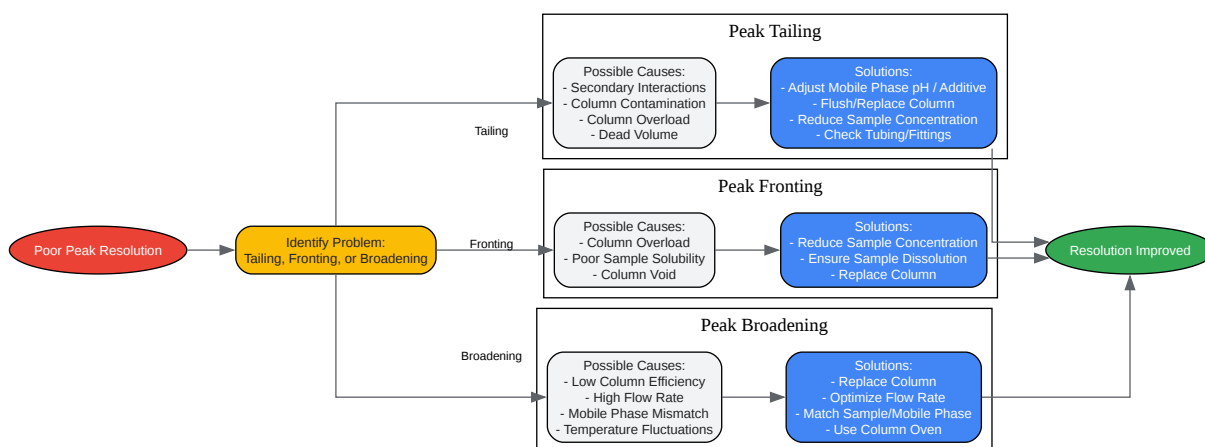 Poor Peak Resolution
Identify Problem:
Tailing, Fronting, or Broadening
Tailing
Fronting
Broadening
Peak Tailing
Possible Causes:
- Secondary Interactions
- Column Contamination
- Column Overload
- Dead Volume
Solutions:
- Adjust Mobile Phase pH / Additive
- Flush/Replace Column
- Reduce Sample Concentration
- Check Tubing/Fittings
Peak Fronting
Possible Causes:
- Column Overload
- Poor Sample Solubility
- Column Void
Solutions:
- Reduce Sample Concentration
- Ensure Sample Dissolution
- Replace Column
Peak Broadening
Possible Causes:
- Low Column Efficiency
- High Flow Rate
- Mobile Phase Mismatch
- Temperature Fluctuations
Solutions:
- Replace Column
- Optimize Flow Rate
- Match Sample/Mobile Phase
- Use Column Oven
Resolution Improved